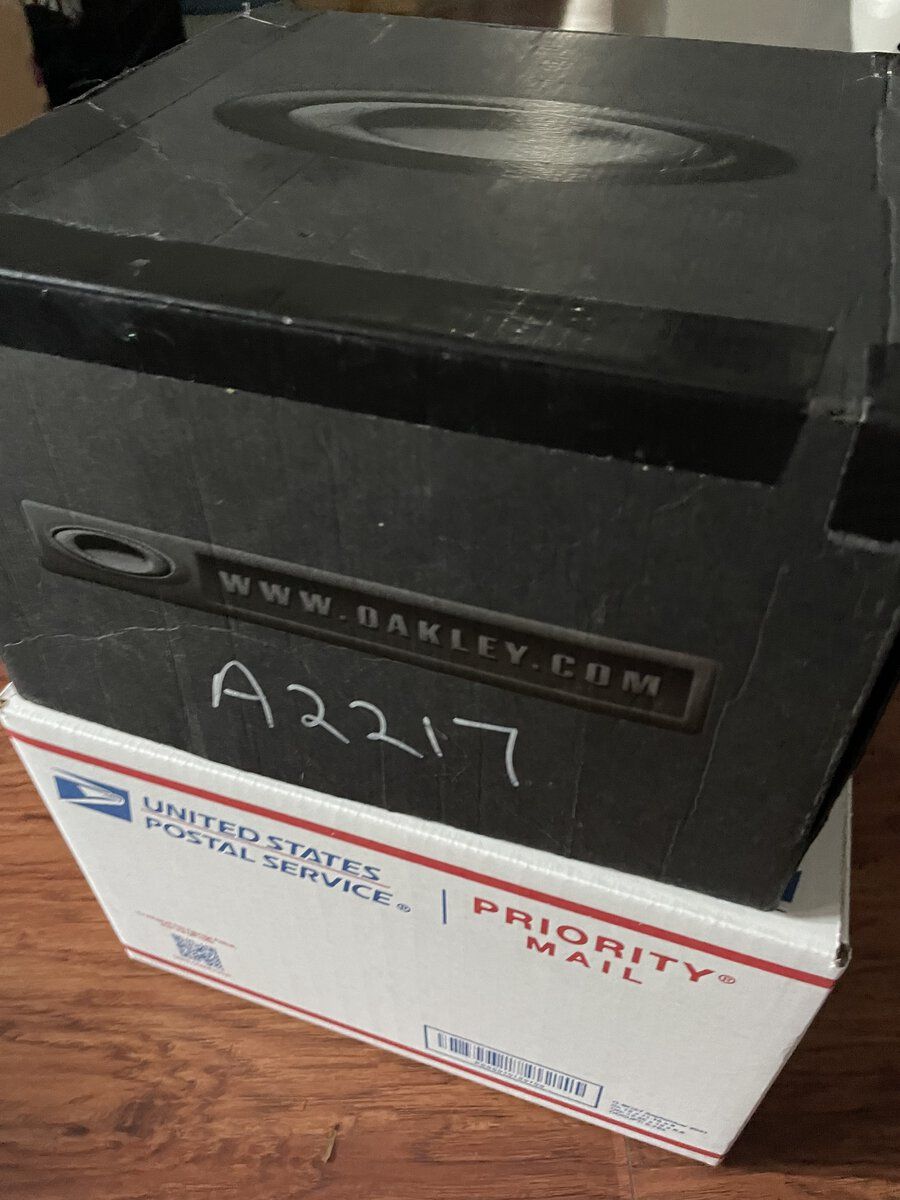 WWW.OAKLEY.COM
A2217
UNITED STATES
POSTAL SERVICE®
PRIORITY®
MAIL